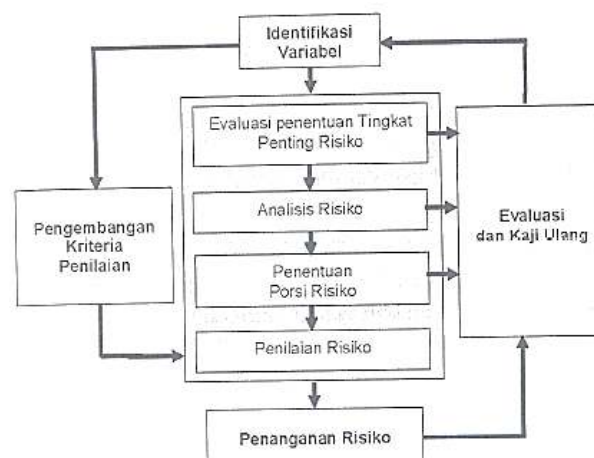 Identifikasi
Variabel
Evaluasi penentuan Tingkat
Penting Risiko
Analisis Risiko
Penentuan
Porsi Risiko
Penilaian Risiko
Pengembangan
Kriteria
Penilaian
Evaluasi
dan Kaji Ulang
Penanganan Risiko